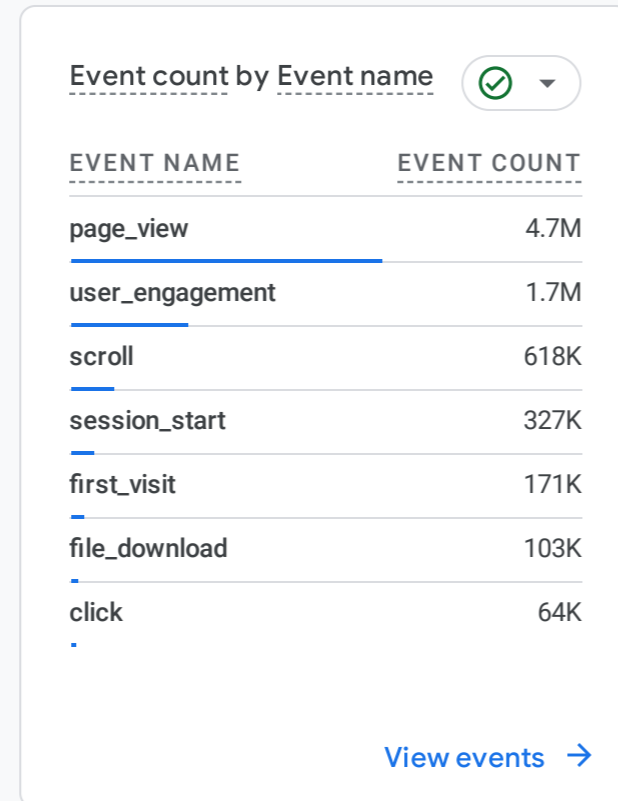 Event count by Event name
EVENT NAME EVENT COUNT
page_view 4.7M
user_engagement 1.7M
scroll 618K
session_start 327K
first_visit 171K
file_download 103K
click 64K
View events